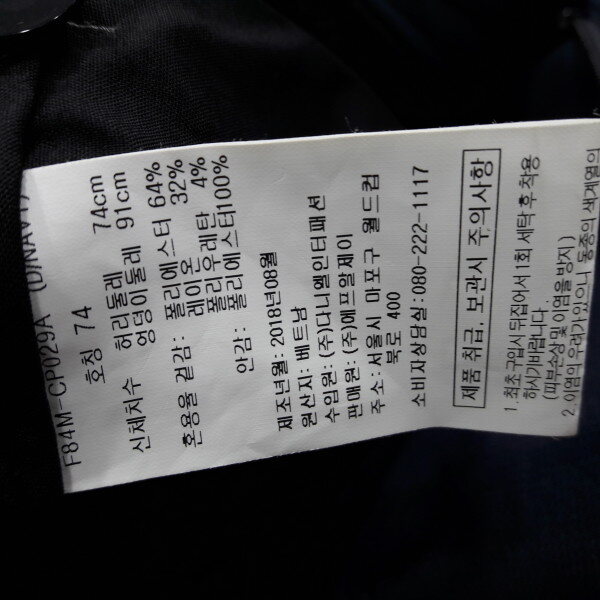 F84M-CP029A (D/NAVY)
호칭 74
신체치수 허리둘레 74cm
엉덩이둘레 91cm
혼용율 겉감: 폴리에스터 64%
레이온 32%
폴리우레탄 4%
안감: 폴리에스터100%
제조년월: 2018년08월
원산지: 베트남
수입원: (주)다니엘인터패션
판매원: (주)에프알제이
주소: 서울시 마포구 월드컵
북로 400
소비자상담실: 080-222-1117
제품 취급. 보관시 주의사항
1. 최초구입시 뒤집어서 1회 세탁 후 착용
하시기바랍니다.
(피부손상 및 이염을 방지)
2. 이염의 우려가 있으니 동종의 색계열의